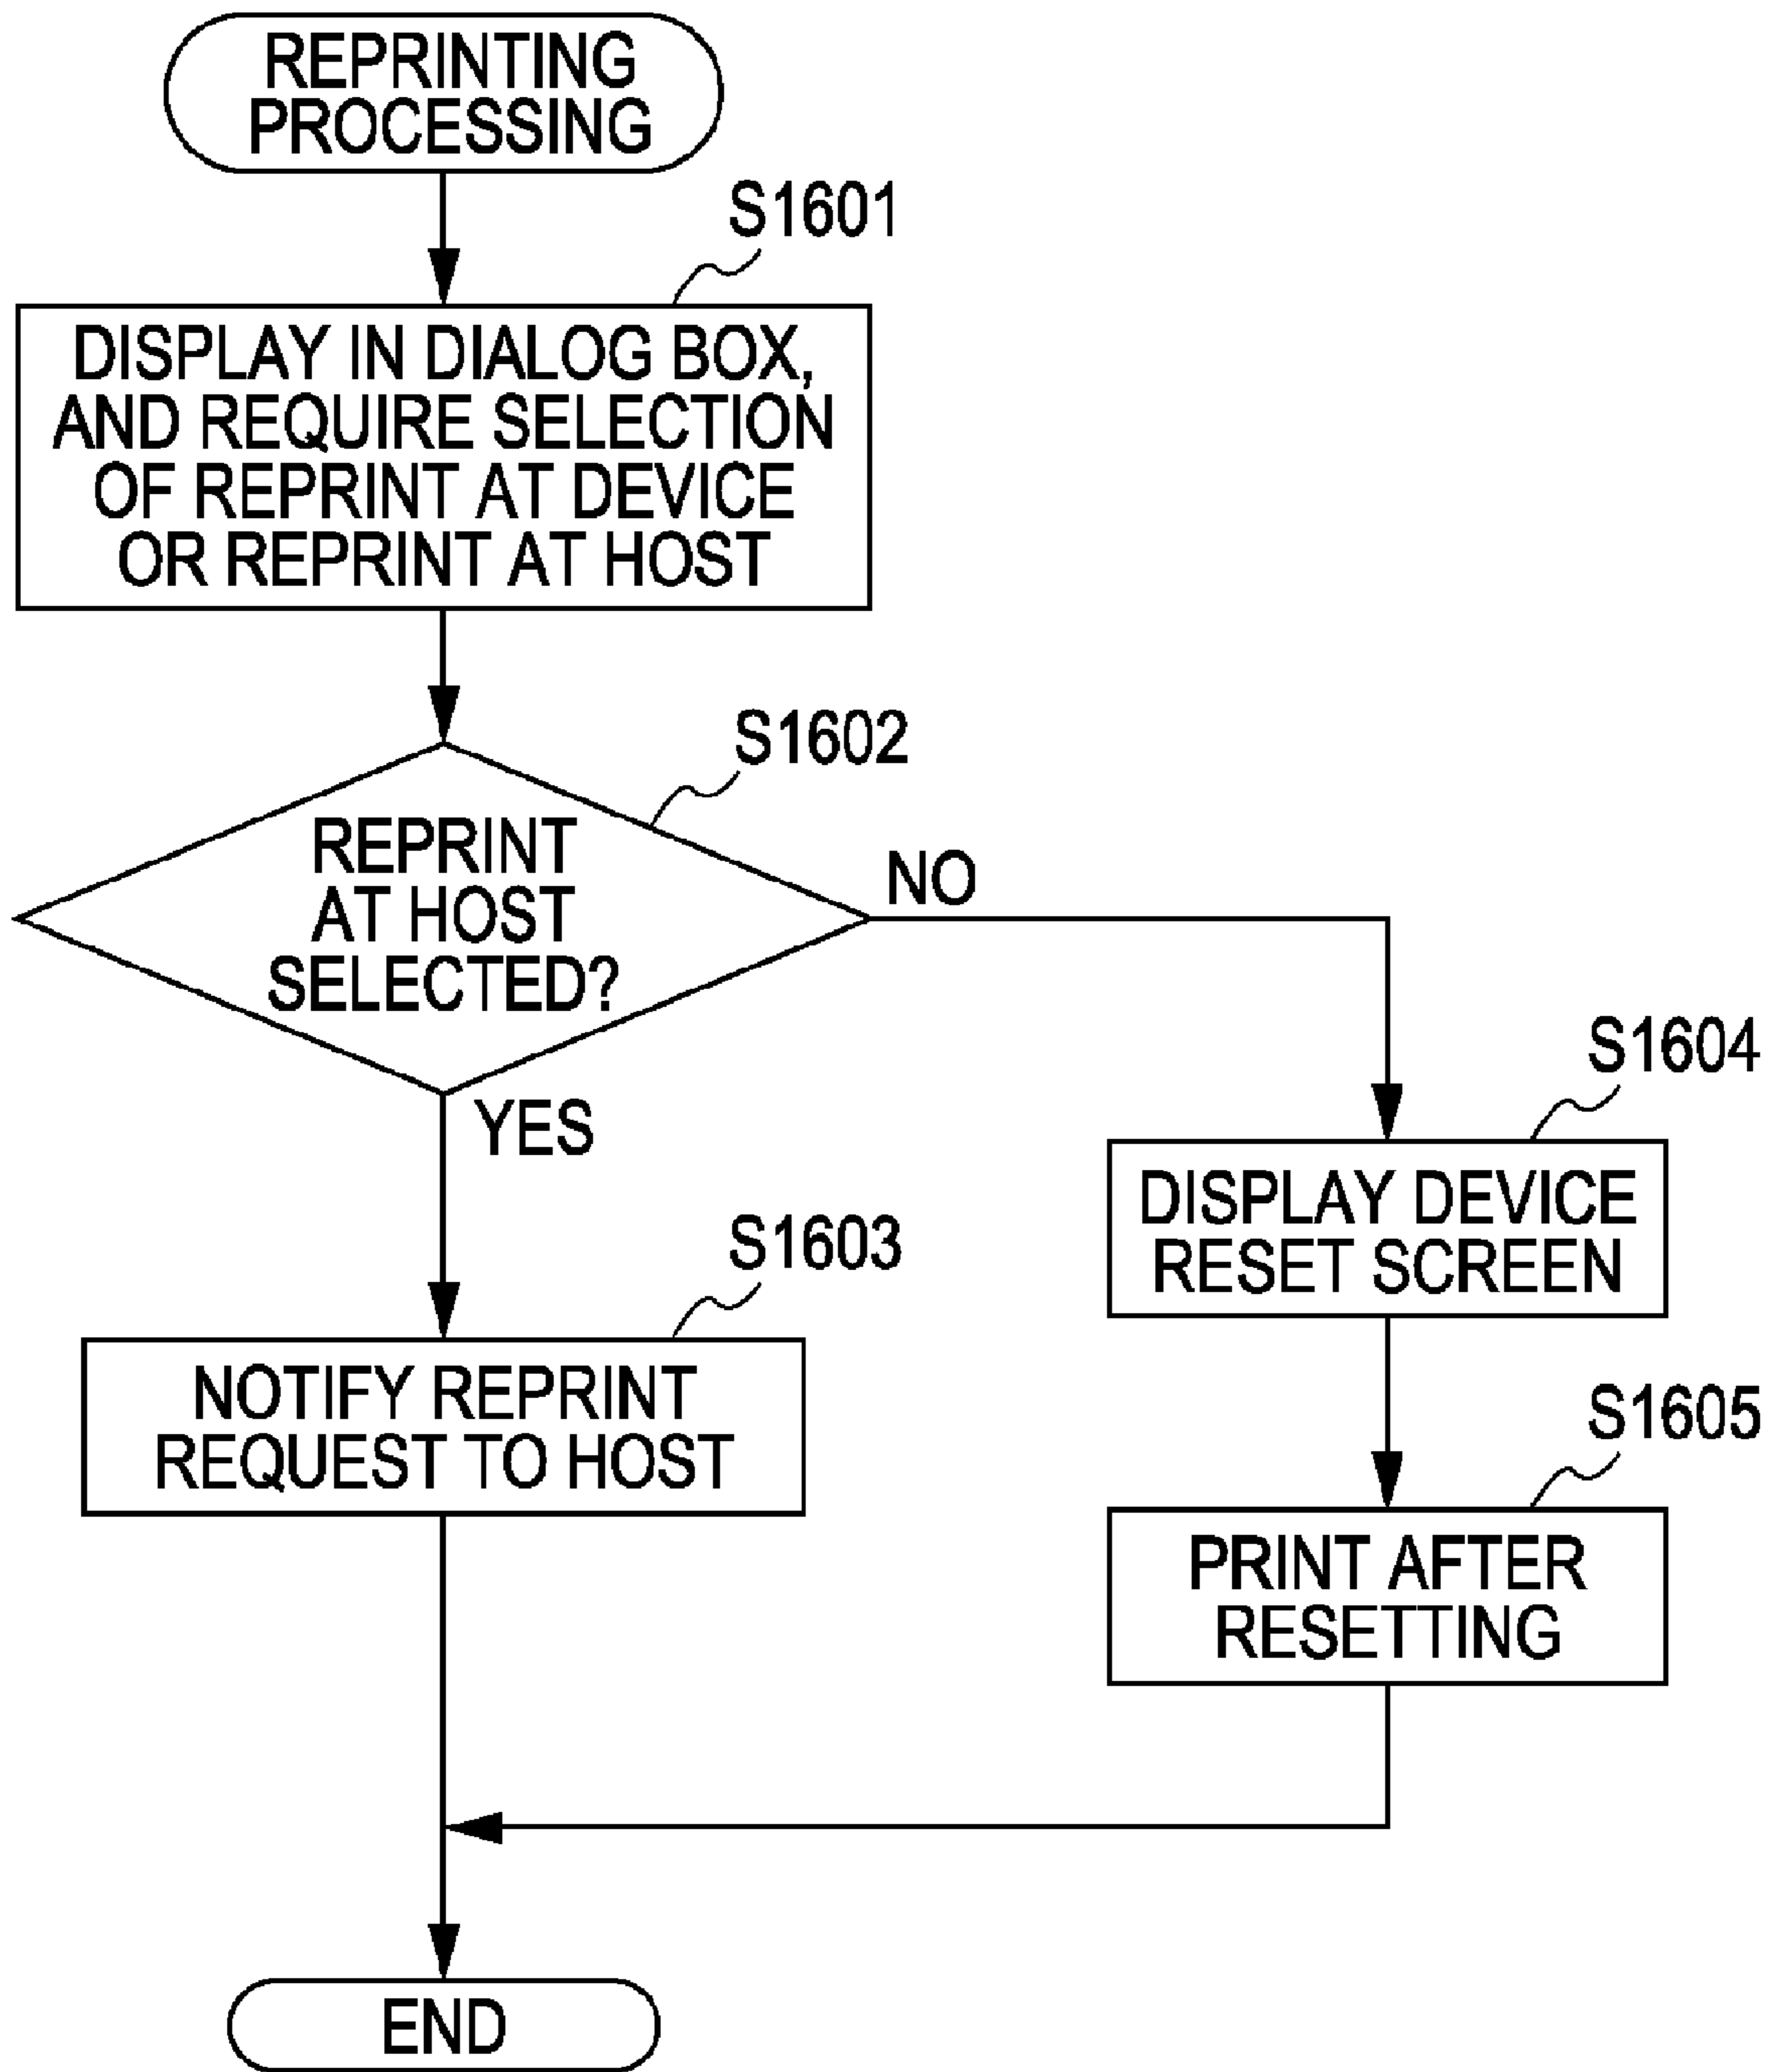 REPRINTING
PROCESSING
S1601
DISPLAY IN DIALOG BOX,
AND REQUIRE SELECTION
OF REPRINT AT DEVICE
OR REPRINT AT HOST
S1602
REPRINT
AT HOST
SELECTED?
NO
YES
S1603
NOTIFY REPRINT
REQUEST TO HOST
S1604
DISPLAY DEVICE
RESET SCREEN
S1605
PRINT AFTER
RESETTING
END